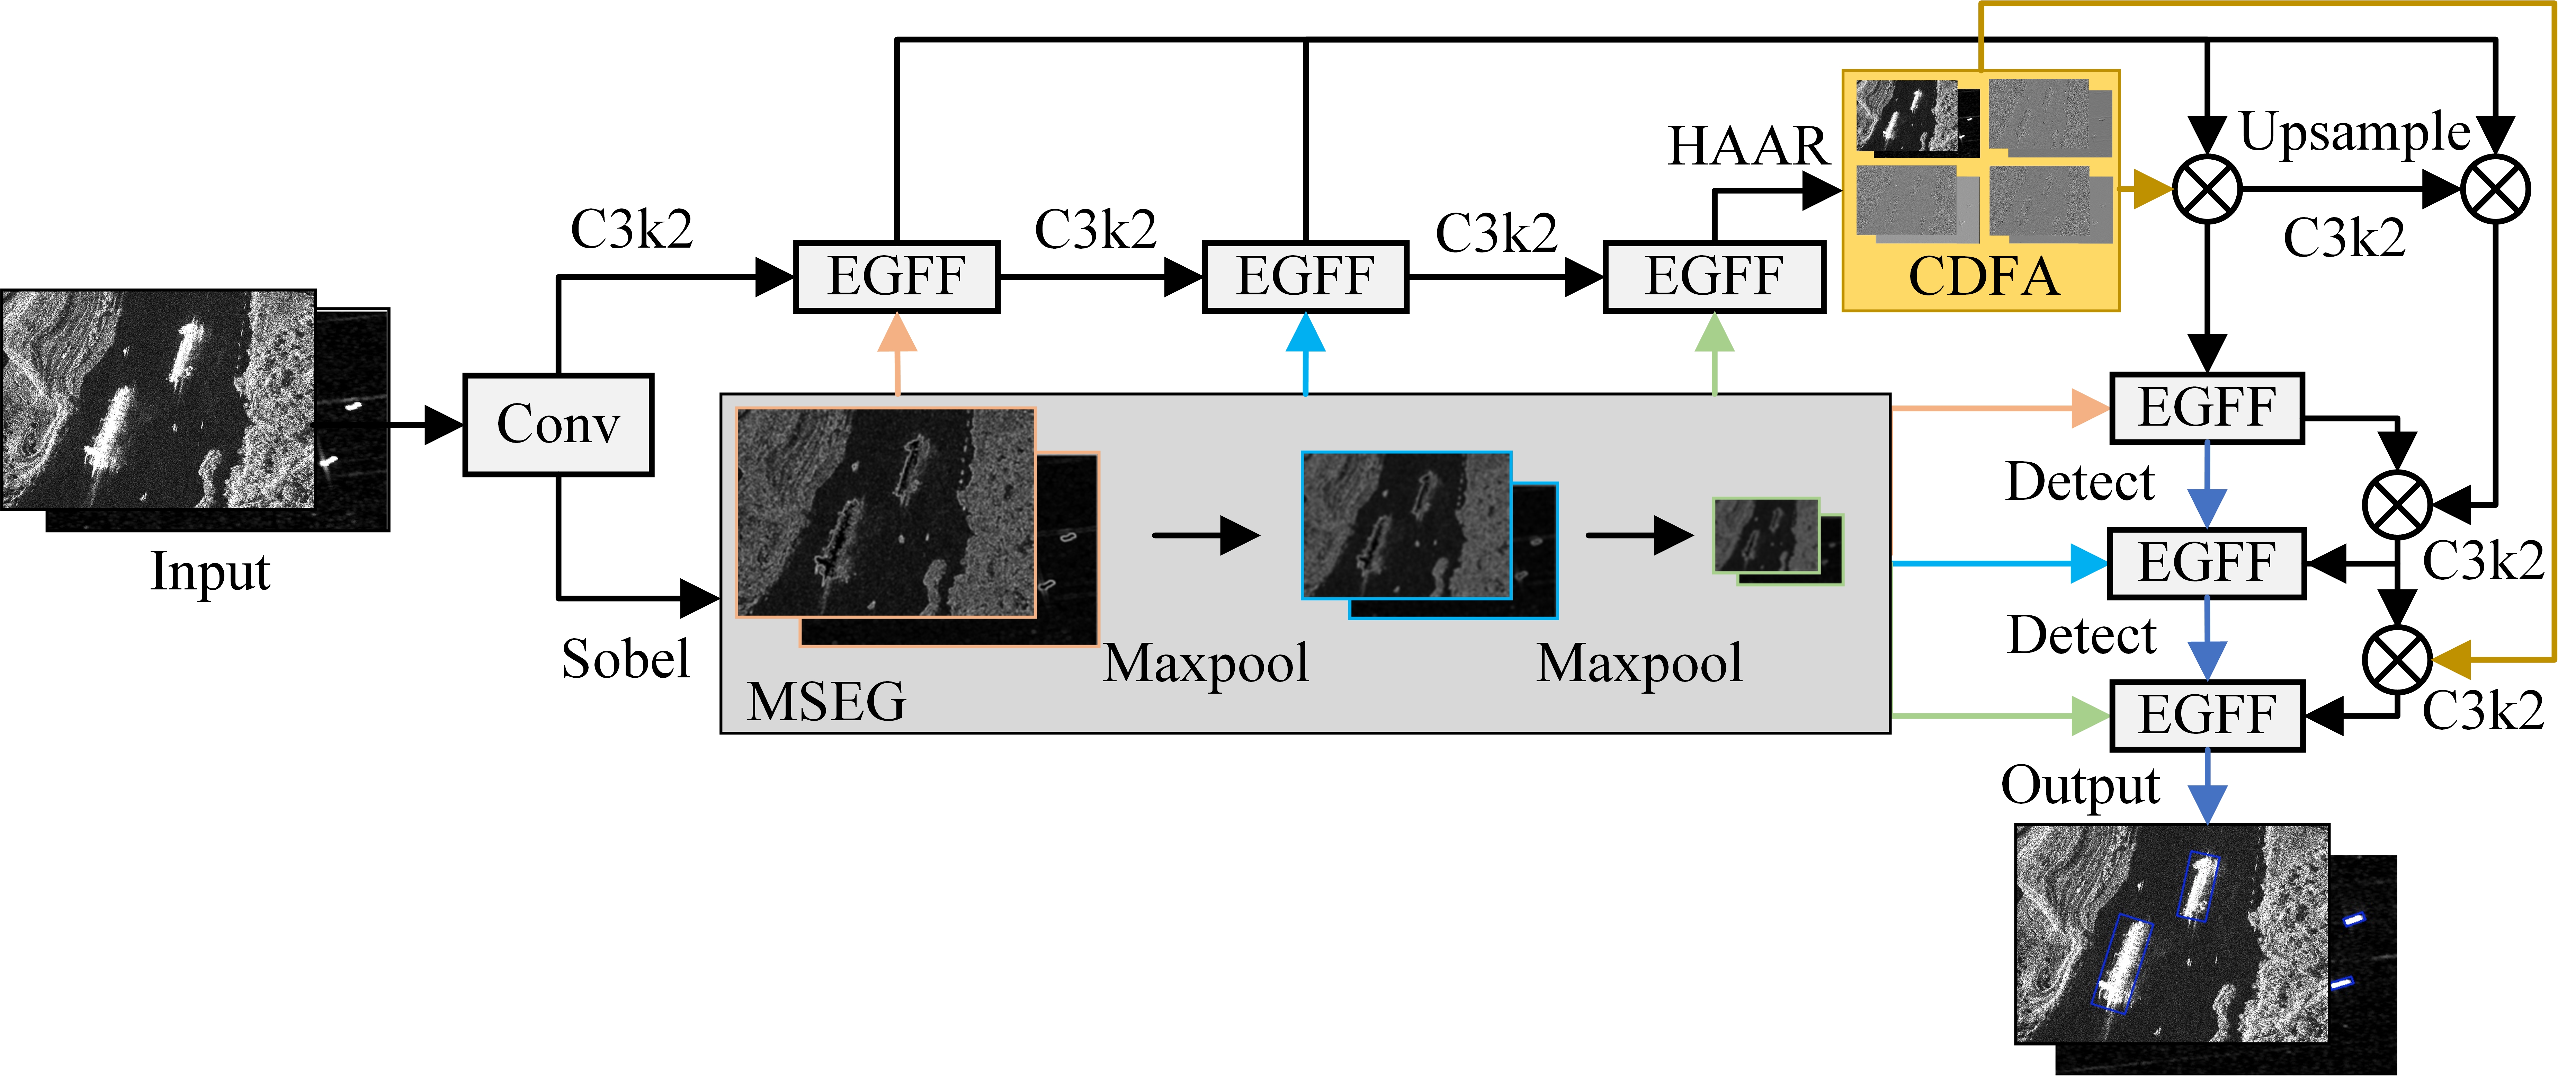 Input
Conv
C3k2
Sobel
EGFF
C3k2
EGFF
C3k2
EGFF
HAAR
CDFA
Upsample
C3k2
MSEG
Maxpool
Maxpool
EGFF
Detect
EGFF
C3k2
Detect
EGFF
C3k2
Output